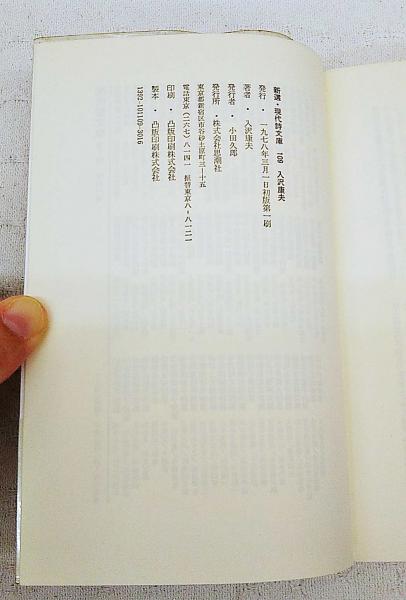 新選・現代詩文庫 109 入沢康夫
発行・一九七八年三月一日初版第一刷
著者・入沢康夫
発行者・小田久郎
発行所・株式会社思潮社
東京都新宿区市谷砂土原町三―十五
電話東京(二六七)八一四一 振替東京八―八一二一
印刷・凸版印刷株式会社
製本・凸版印刷株式会社
1392-101109-3016